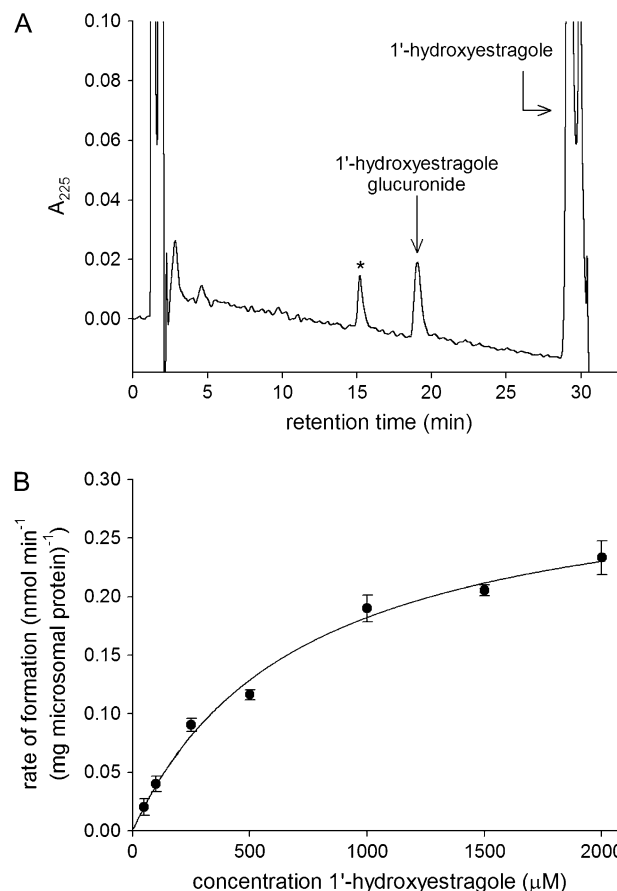 A
0.10
0.08
0.06
0.04
0.02
0.00
A₂₂₅
1'-hydroxyestragole
1'-hydroxyestragole
glucuronide
*
0 5 10 15 20 25 30
retention time (min)
B
0.30
0.25
0.20
0.15
0.10
0.05
0.00
rate of formation (nmol min⁻¹
(mg microsomal protein)⁻¹)
0 500 1000 1500 2000
concentration 1'-hydroxyestragole (μM)